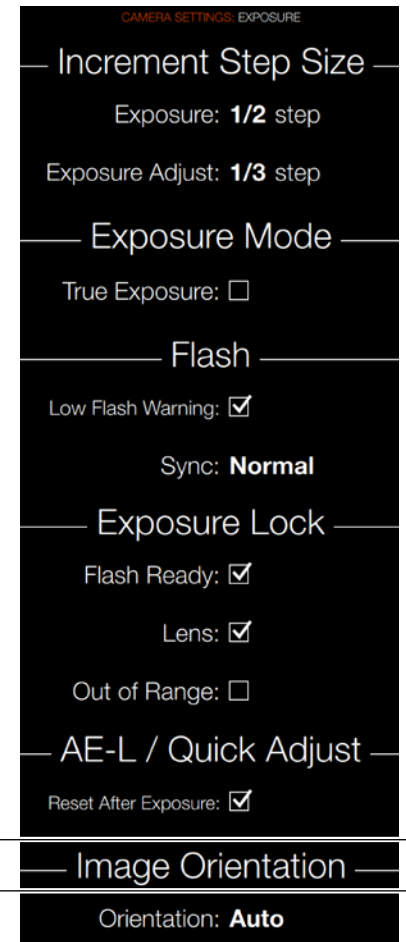 CAMERA SETTINGS: EXPOSURE
Increment Step Size
Exposure: 1/2 step
Exposure Adjust: 1/3 step
Exposure Mode
True Exposure:
Flash
Low Flash Warning:
Sync: Normal
Exposure Lock
Flash Ready:
Lens:
Out of Range:
AE-L / Quick Adjust
Reset After Exposure:
Image Orientation
Orientation: Auto